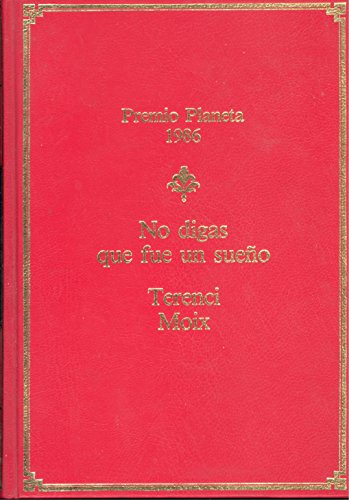 Premio Planeta
1986
No digas
que fue un sueño
Terenci
Moix